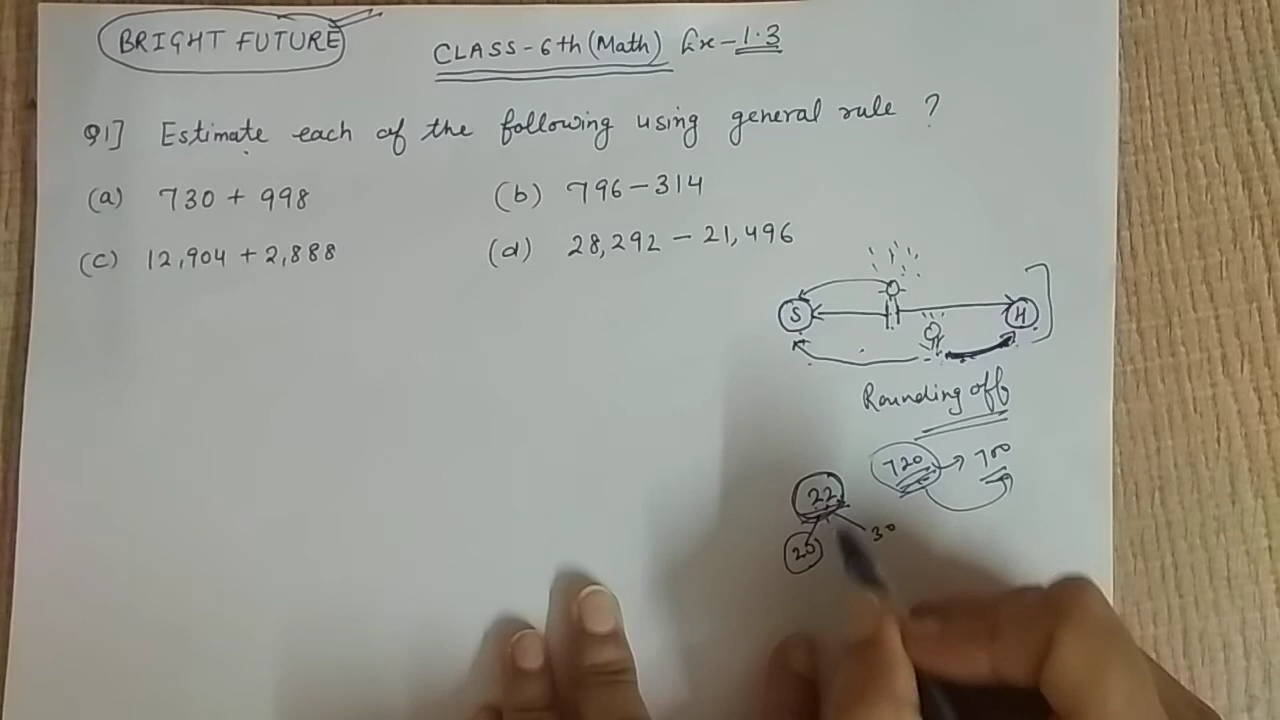 BRIGHT FUTURE
CLASS-6th (Math) Ex-1.3
Q1] Estimate each of the following using general rule ?
(a) 730 + 998
(b) 796 - 314
(c) 12,904 + 2,888
(d) 28,292 - 21,496
S H
Rounding off
720 → 700
22
20 30